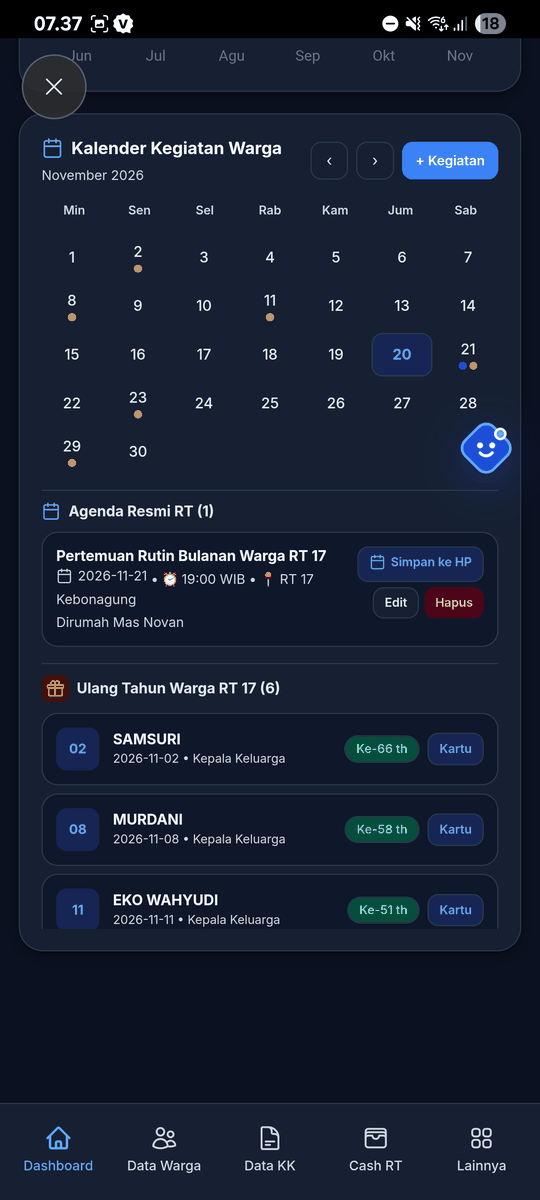 07.37
18
Jun Jul Agu Sep Okt Nov
Kalender Kegiatan Warga
November 2026
‹ › + Kegiatan
Min Sen Sel Rab Kam Jum Sab
1 2 3 4 5 6 7
8 9 10 11 12 13 14
15 16 17 18 19 20 21
22 23 24 25 26 27 28
29 30
Agenda Resmi RT (1)
Pertemuan Rutin Bulanan Warga RT 17
2026-11-21 • ⏰ 19:00 WIB • 📍 RT 17
Kebonagung
Dirumah Mas Novan
Simpan ke HP
Edit Hapus
Ulang Tahun Warga RT 17 (6)
02
SAMSURI
2026-11-02 • Kepala Keluarga
Ke-66 th Kartu
08
MURDANI
2026-11-08 • Kepala Keluarga
Ke-58 th Kartu
11
EKO WAHYUDI
2026-11-11 • Kepala Keluarga
Ke-51 th Kartu
Dashboard Data Warga Data KK Cash RT Lainnya